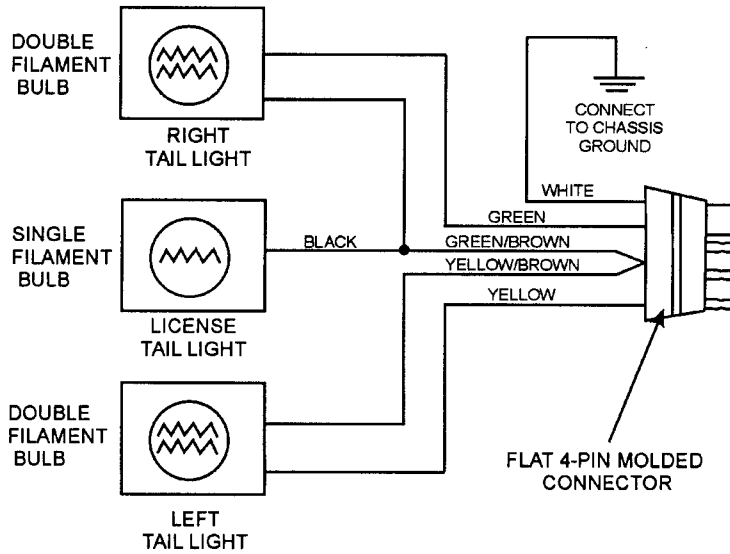 DOUBLE
FILAMENT
BULB
RIGHT
TAIL LIGHT
CONNECT
TO CHASSIS
GROUND
WHITE
GREEN
SINGLE
FILAMENT
BULB
BLACK
GREEN/BROWN
YELLOW/BROWN
YELLOW
LICENSE
TAIL LIGHT
DOUBLE
FILAMENT
BULB
FLAT 4-PIN MOLDED
CONNECTOR
LEFT
TAIL LIGHT